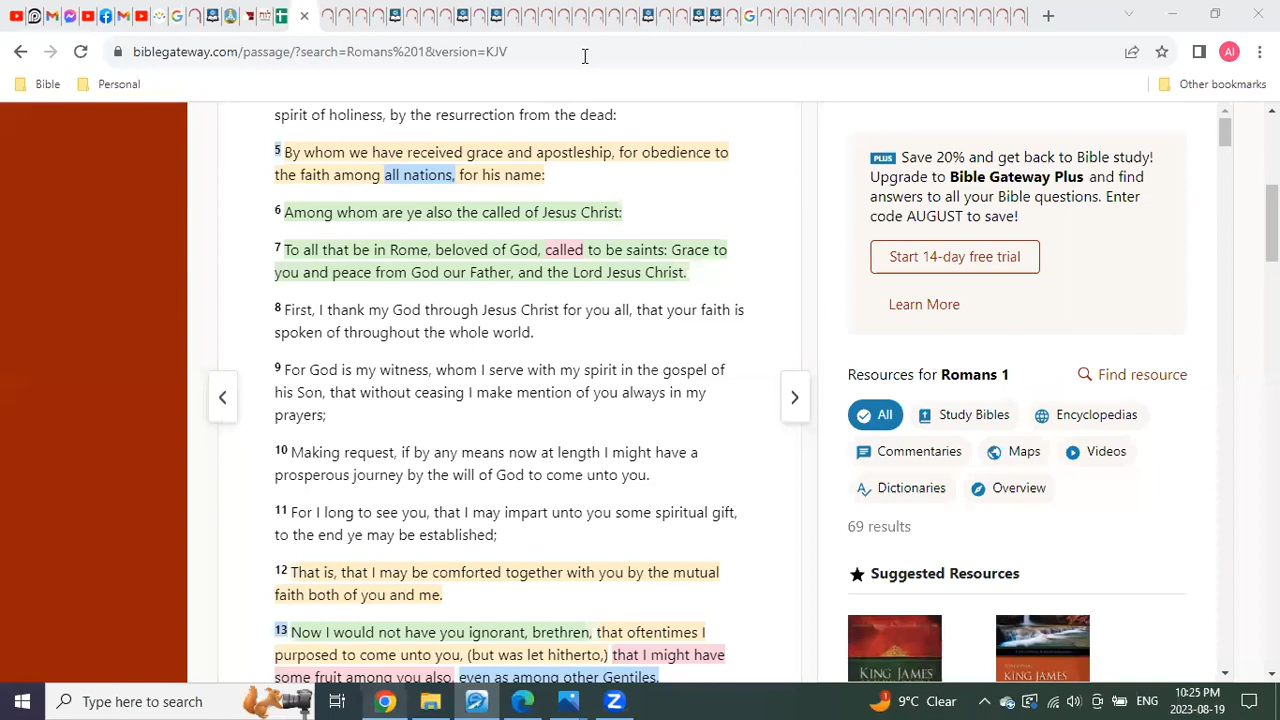 biblegateway.com/passage/?search=Romans%201&version=KJV
AI
Bible
Personal
Other bookmarks
spirit of holiness, by the resurrection from the dead:
5 By whom we have received grace and apostleship, for obedience to
the faith among all nations, for his name:
6 Among whom are ye also the called of Jesus Christ:
7 To all that be in Rome, beloved of God, called to be saints: Grace to
you and peace from God our Father, and the Lord Jesus Christ.
8 First, I thank my God through Jesus Christ for you all, that your faith is
spoken of throughout the whole world.
9 For God is my witness, whom I serve with my spirit in the gospel of
his Son, that without ceasing I make mention of you always in my
prayers;
10 Making request, if by any means now at length I might have a
prosperous journey by the will of God to come unto you.
11 For I long to see you, that I may impart unto you some spiritual gift,
to the end ye may be established;
12 That is, that I may be comforted together with you by the mutual
faith both of you and me.
13 Now I would not have you ignorant, brethren, that oftentimes I
purposed to come unto you, (but was let hitherto,) that I might have
some fruit among you also, even as among other Gentiles.
PLUS Save 20% and get back to Bible study!
Upgrade to Bible Gateway Plus and find
answers to all your Bible questions. Enter
code AUGUST to save!
Start 14-day free trial
Learn More
Resources for Romans 1
Find resource
All
Study Bibles
Encyclopedias
Commentaries
Maps
Videos
Dictionaries
Overview
69 results
Suggested Resources
KING JAMES
KING JAMES
Type here to search
1
9°C Clear
ENG
10:25 PM
2023-08-19